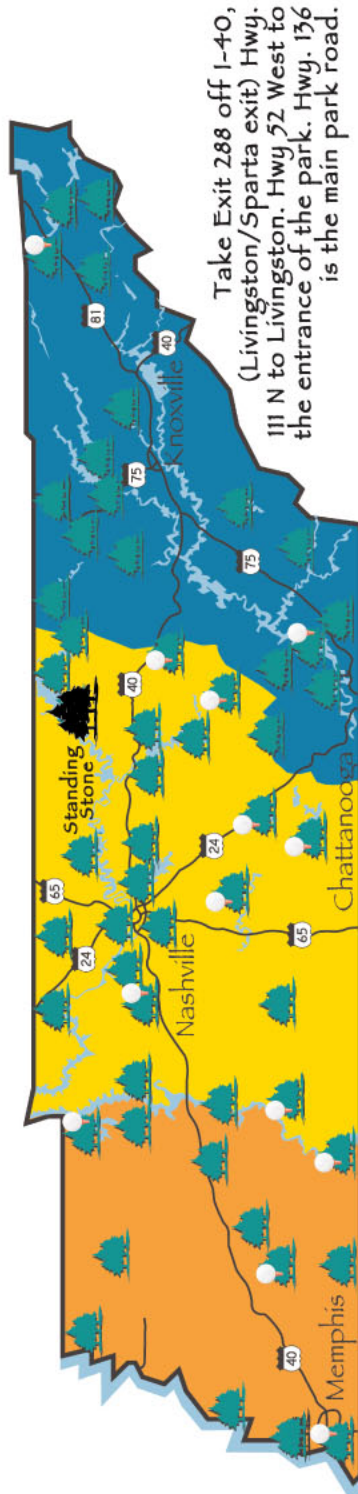 Take Exit 288 off I-40,
(Livingston/Sparta exit) Hwy.
111 N to Livingston. Hwy 52 West to
the entrance of the park. Hwy. 136
is the main park road.
81
40
Knoxville
75
75
Standing
Stone
40
65
24
24
Nashville
Chattanooga
65
40
Memphis